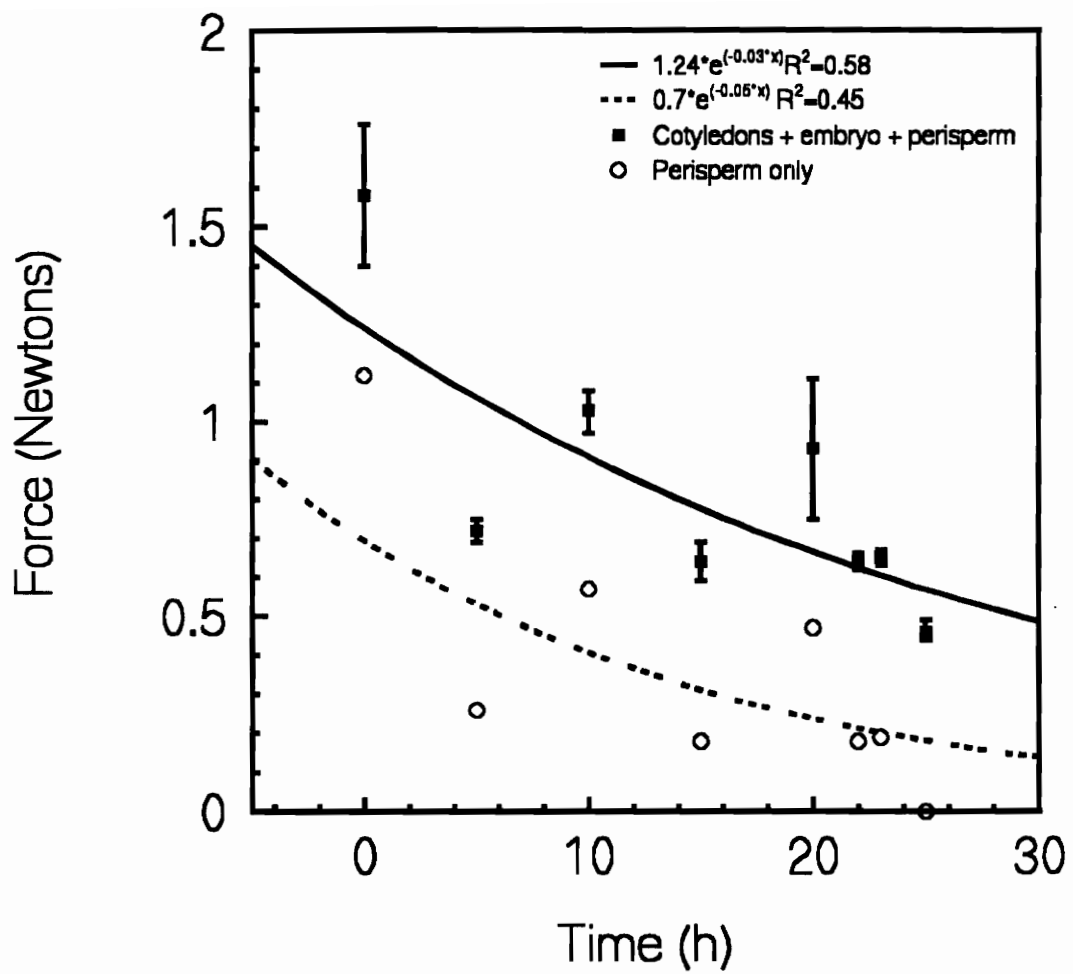 2
1.5
1
0.5
0
Force (Newtons)
1.24*e(-0.03*x)R2=0.58
0.7*e(-0.05*x) R2=0.45
Cotyledons + embryo + perisperm
Perisperm only
0 10 20 30
Time (h)